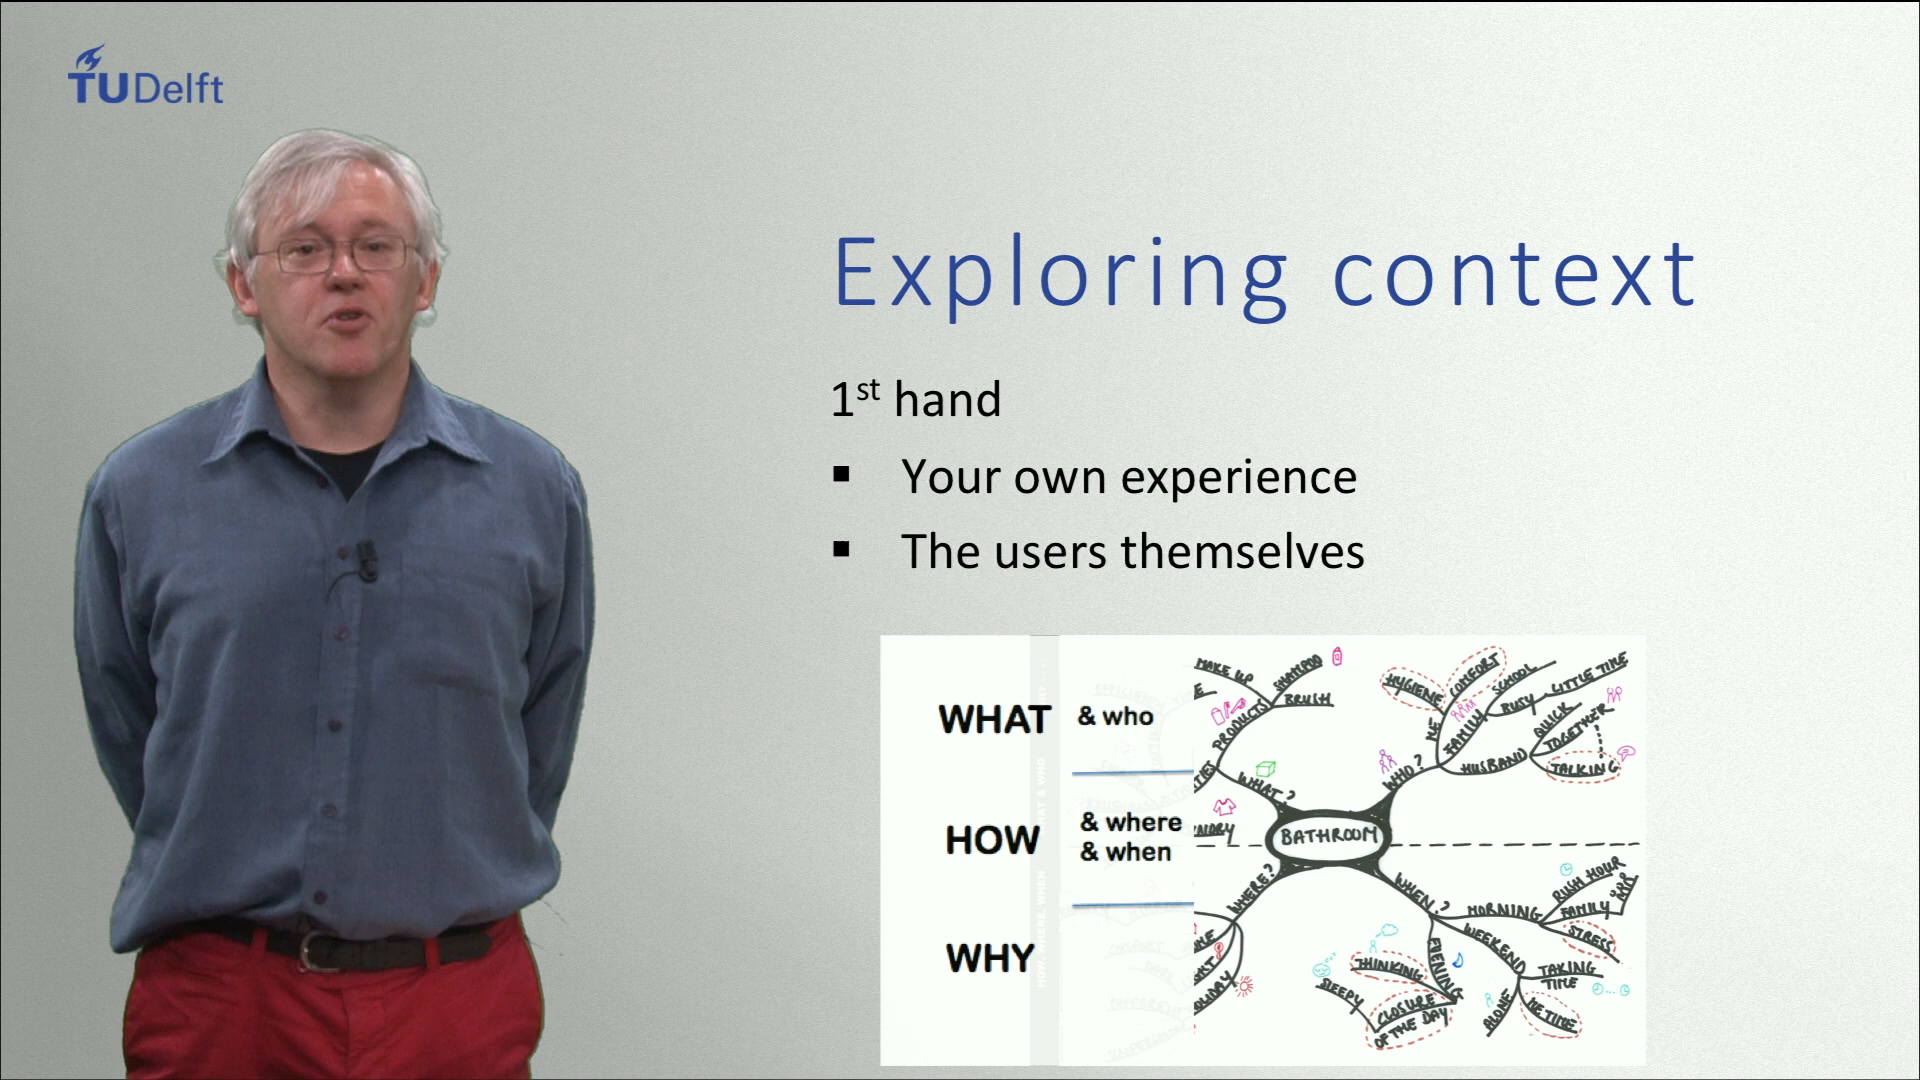 TU Delft
Exploring context
1st hand
▪ Your own experience
▪ The users themselves
WHAT & who
HOW & where
& when
WHY
MAKE UP
SHAMPOO
BRUSH
PRODUCTS
WHAT?
BATHROOM
WHO?
ME
HYGIENE
COMFORT
FAMILY
SCHOOL
BUSY
LITTLE TIME
HUSBAND
QUICK
TOGETHER
TALKING
WHERE?
WHEN?
MORNING
RUSH HOUR
FAMILY
STRESS
WEEKEND
TAKING
TIME
ALONE
ME TIME
EVENING
THINKING
SLEEPY
CLOSURE
OF THE DAY